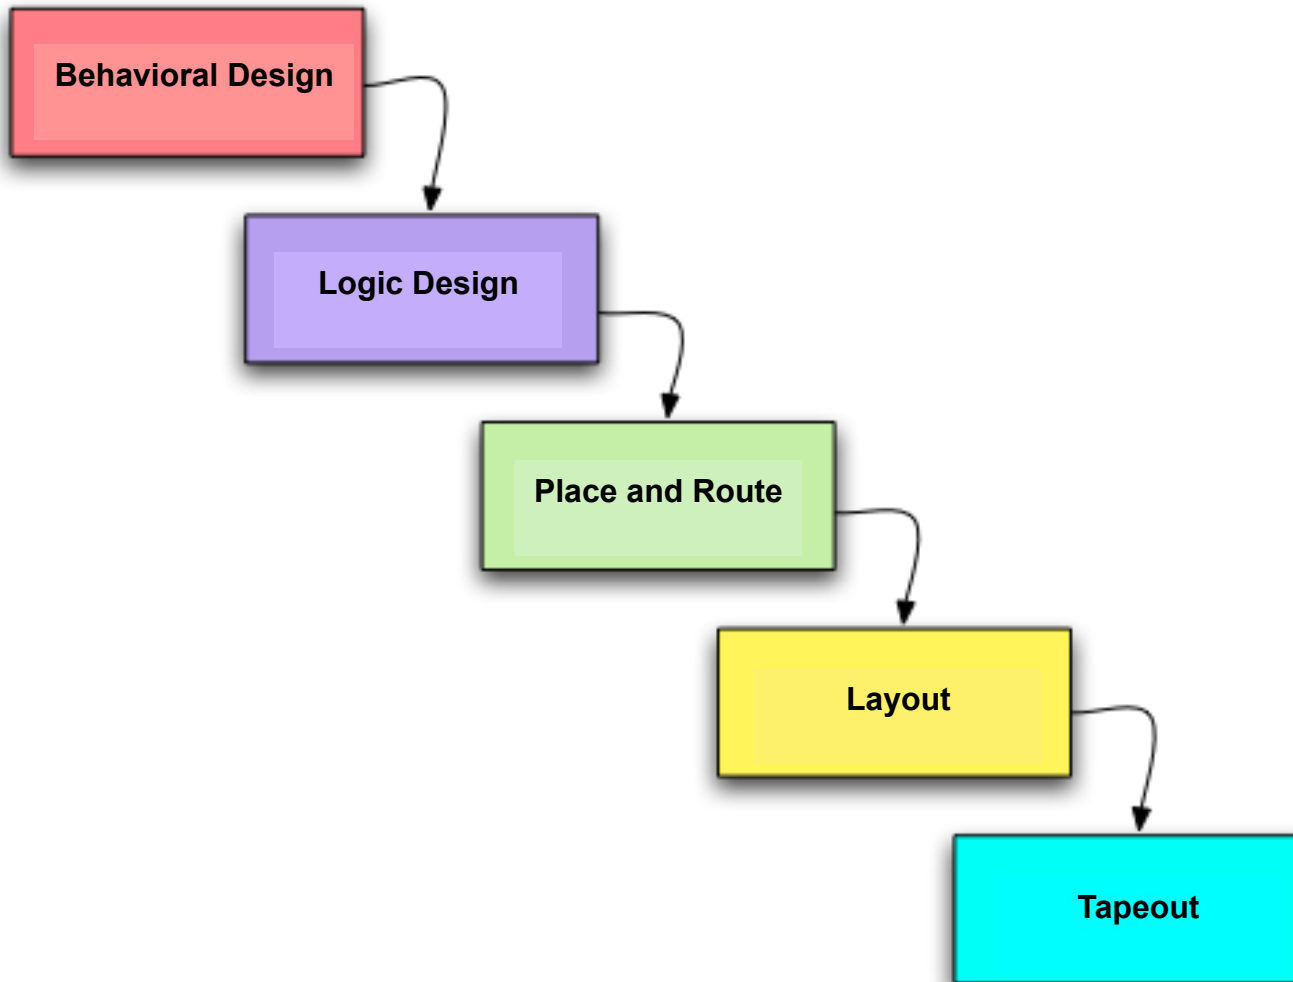 Behavioral Design
Logic Design
Place and Route
Layout
Tapeout